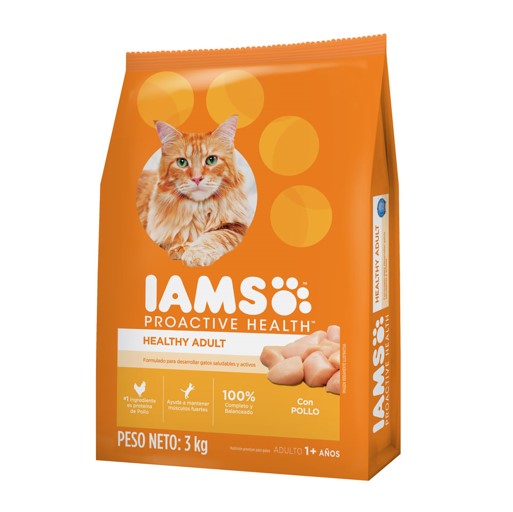 IAMS
PROACTIVE HEALTH™
HEALTHY ADULT
Formulado para desarrollar gatos saludables y activos
#1 ingrediente
es proteína
de Pollo
Ayuda a mantener
Músculos fuertes
100%
Completo y
Balanceado
Con
POLLO
PESO NETO: 3 kg
ADULTO 1+ AÑOS
IAMS
PROACTIVE HEALTH
HEALTHY ADULT